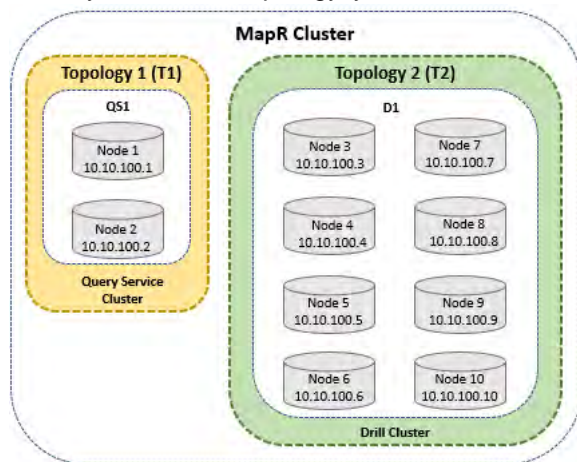 MapR Cluster
Topology 1 (T1)
QS1
Node 1
10.10.100.1
Node 2
10.10.100.2
Query Service
Cluster
Topology 2 (T2)
D1
Node 3
10.10.100.3
Node 7
10.10.100.7
Node 4
10.10.100.4
Node 8
10.10.100.8
Node 5
10.10.100.5
Node 9
10.10.100.9
Node 6
10.10.100.6
Node 10
10.10.100.10
Drill Cluster